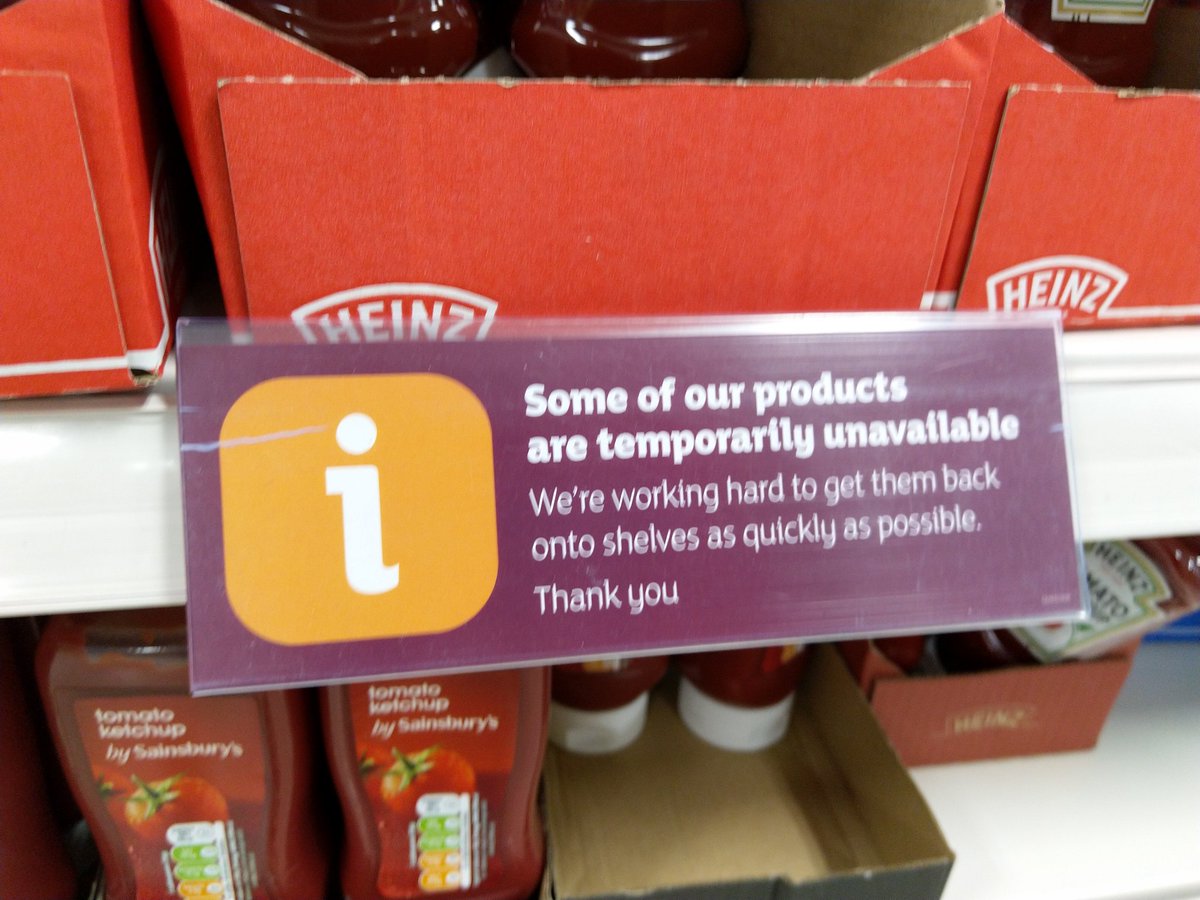 HEINZ
HEINZ
i
Some of our products
are temporarily unavailable
We're working hard to get them back
onto shelves as quickly as possible.
Thank you
HEINZ
tomato
ketchup
by Sainsbury's
tomato
ketchup
by Sainsbury's
HEINZ